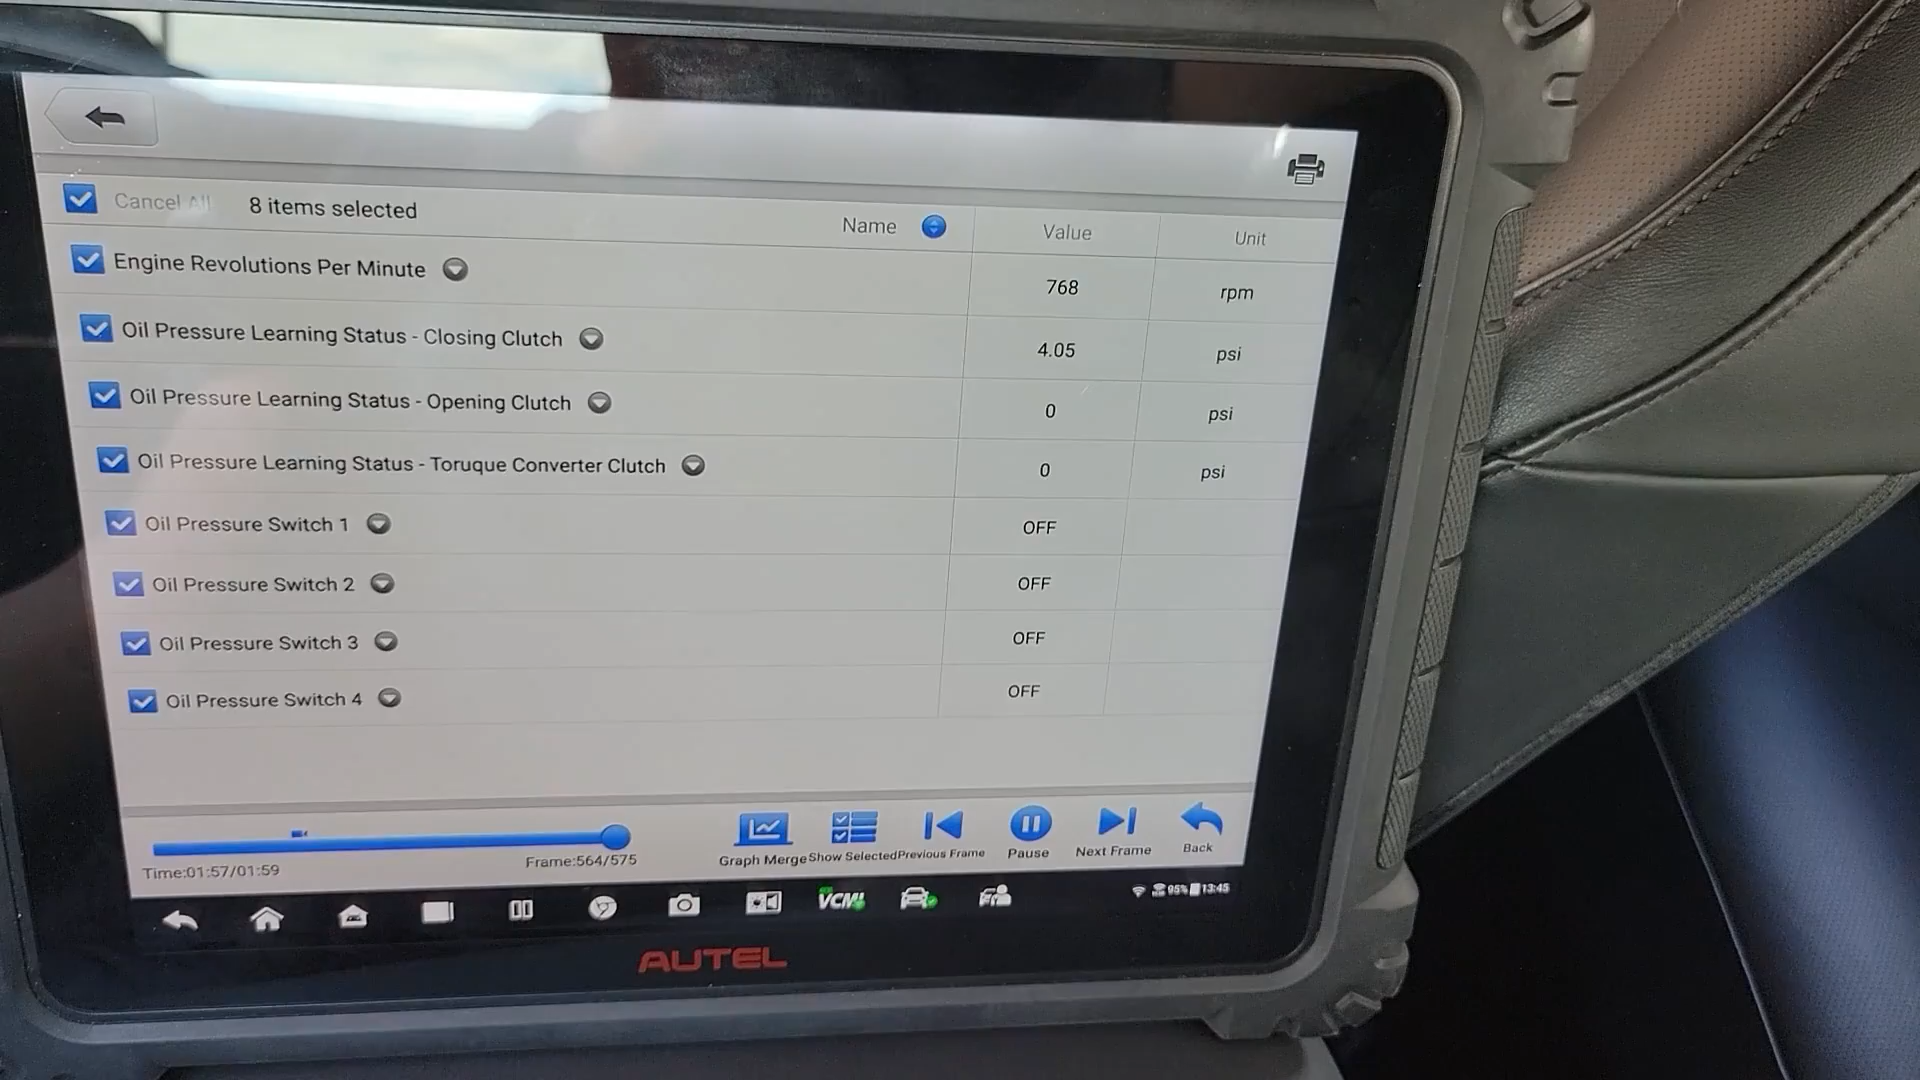 Cancel All 8 items selected Name Value Unit
Engine Revolutions Per Minute 768 rpm
Oil Pressure Learning Status - Closing Clutch 4.05 psi
Oil Pressure Learning Status - Opening Clutch 0 psi
Oil Pressure Learning Status - Toruque Converter Clutch 0 psi
Oil Pressure Switch 1 OFF
Oil Pressure Switch 2 OFF
Oil Pressure Switch 3 OFF
Oil Pressure Switch 4 OFF
Time:01:57/01:59 Frame:564/575
Graph Merge Show Selected Previous Frame Pause Next Frame Back
VCMI 95% 13:45
AUTEL